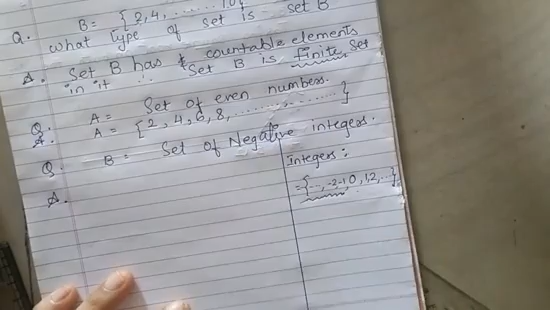 B = {2, 4, ........ 10}
Q. What type of set is set B
A. Set B has countable elements
in it ∴ Set B is finite set
Q. A = Set of even numbers.
A. A = {2, 4, 6, 8, ........, ........}
Q. B = Set of Negative integers.
A.
Integers :
= {..., -2, -1, 0, 1, 2, ...}